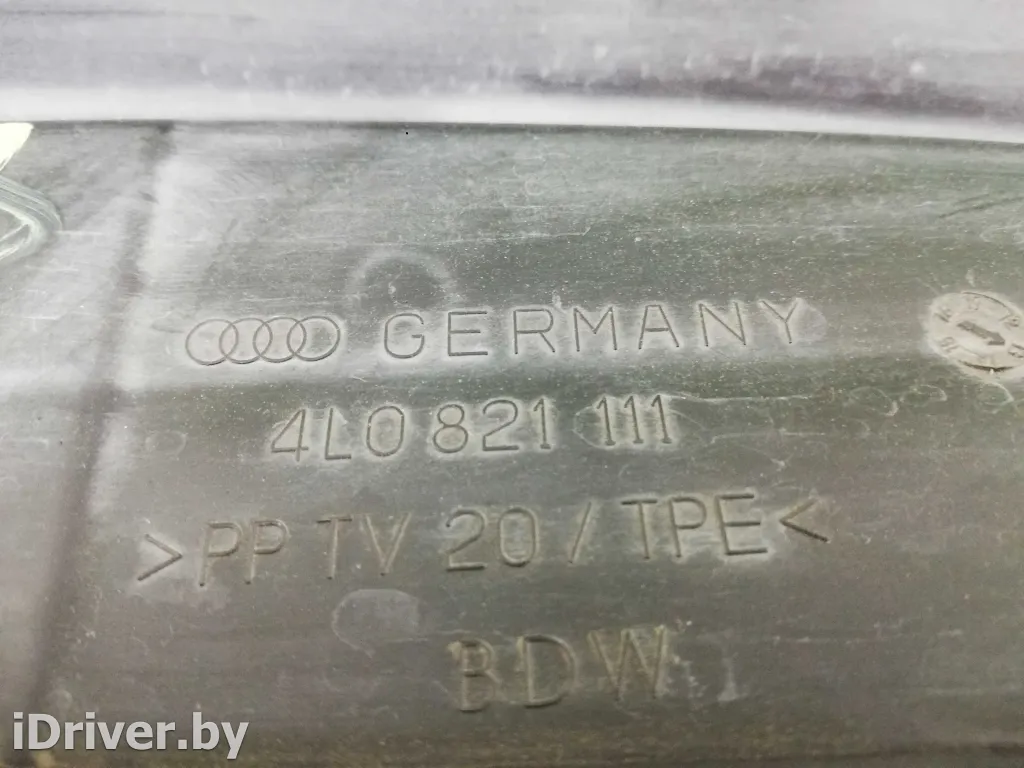 GERMANY
4L0 821 111
>PP TV 20 / TPE<
BDW
iDriver.by